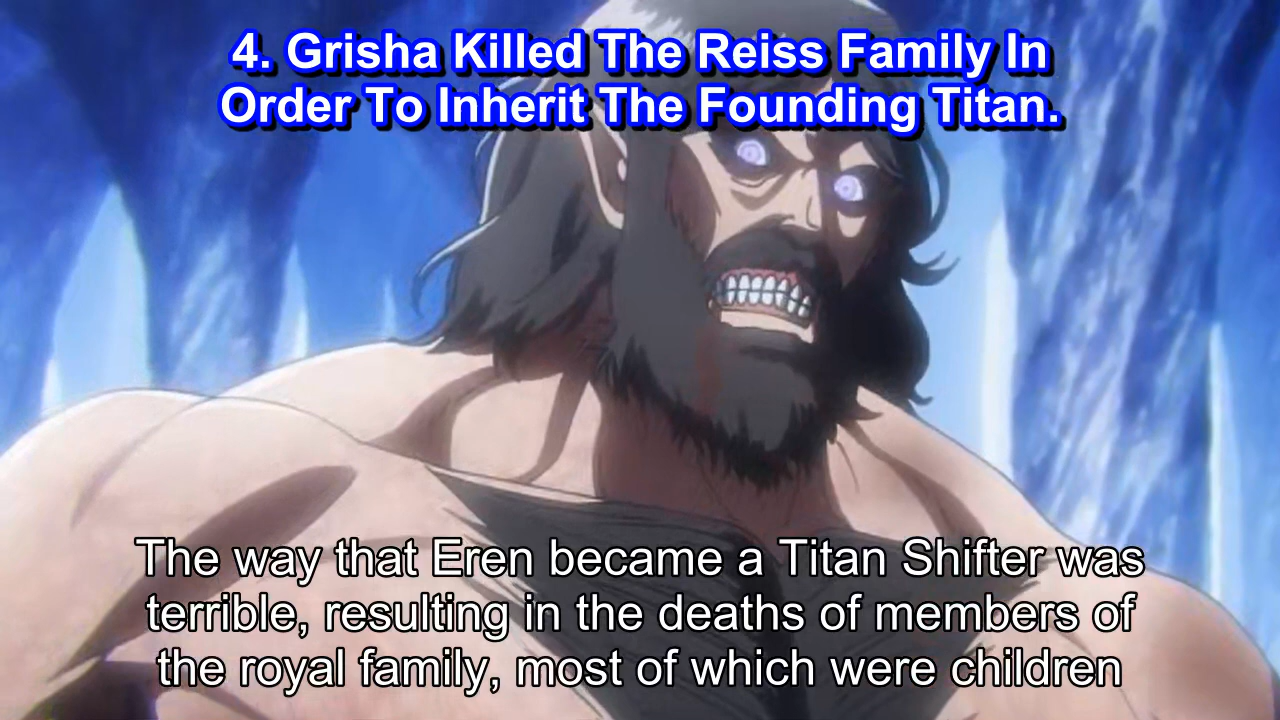 4. Grisha Killed The Reiss Family In
Order To Inherit The Founding Titan.
The way that Eren became a Titan Shifter was
terrible, resulting in the deaths of members of
the royal family, most of which were children